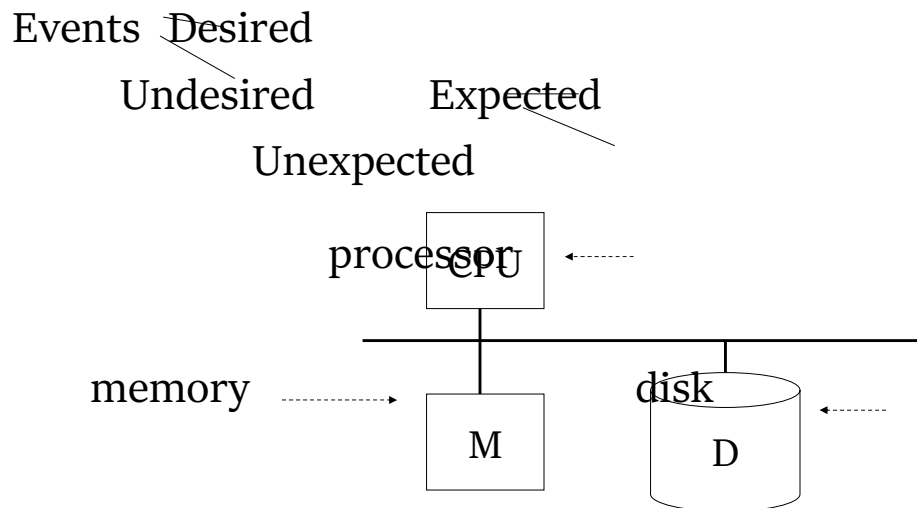 Events Desired
Undesired Expected
Unexpected
processor
CPU
memory
disk
M
D